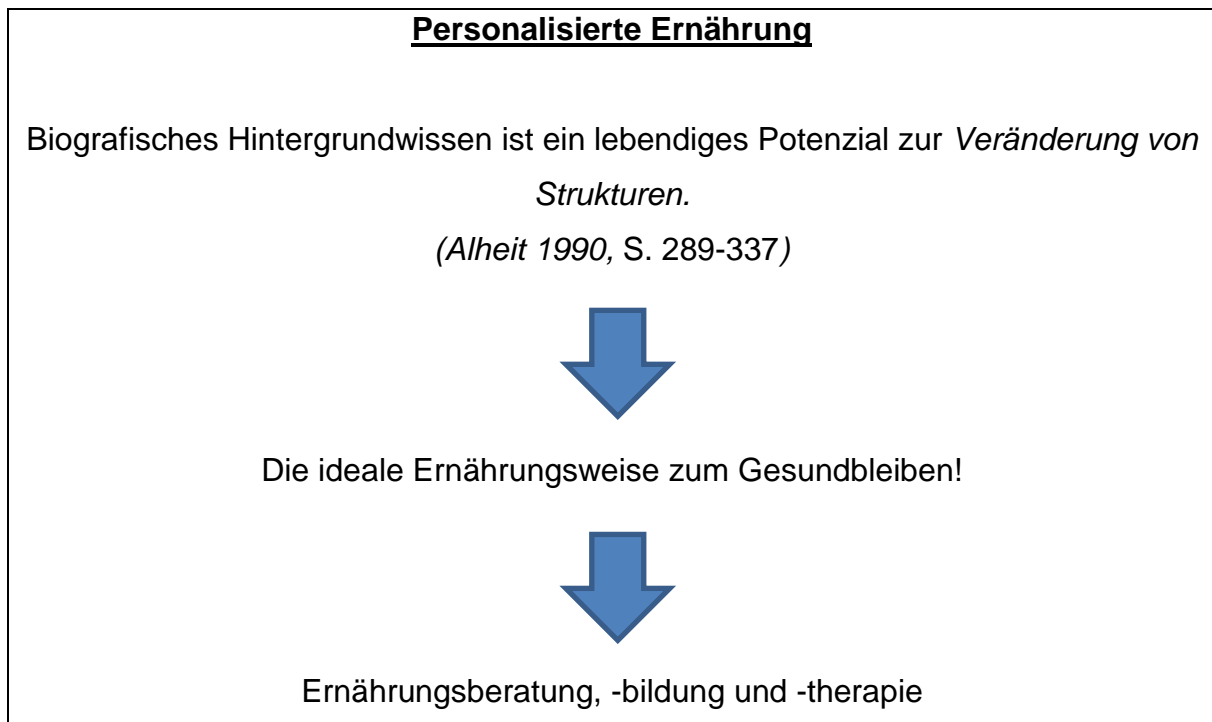 Personalisierte Ernährung
Biografisches Hintergrundwissen ist ein lebendiges Potenzial zur Veränderung von
Strukturen.
(Alheit 1990, S. 289-337)
Die ideale Ernährungsweise zum Gesundbleiben!
Ernährungsberatung, -bildung und -therapie